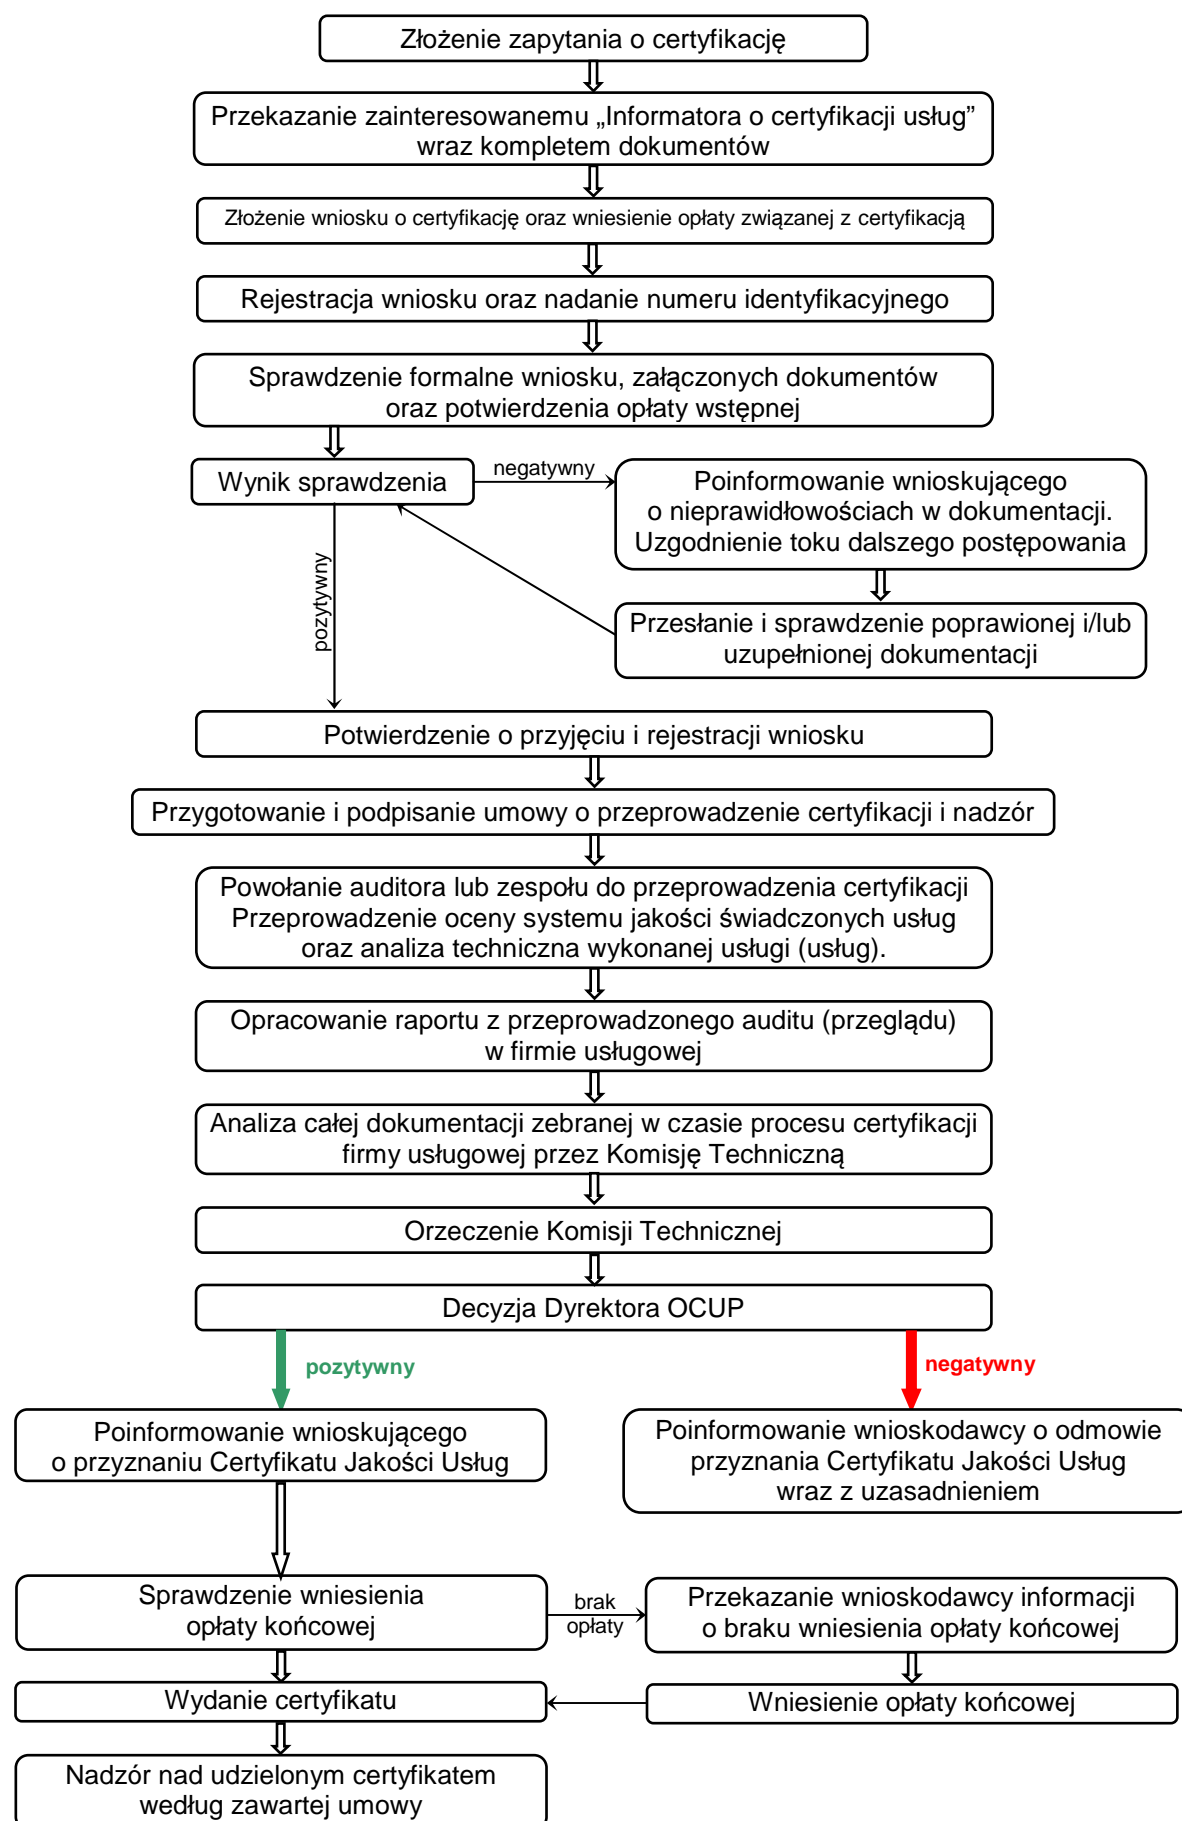 Złożenie zapytania o certyfikację
Przekazanie zainteresowanemu „Informatora o certyfikacji usług”
wraz kompletem dokumentów
Złożenie wniosku o certyfikację oraz wniesienie opłaty związanej z certyfikacją
Rejestracja wniosku oraz nadanie numeru identyfikacyjnego
Sprawdzenie formalne wniosku, załączonych dokumentów
oraz potwierdzenia opłaty wstępnej
Wynik sprawdzenia
negatywny
Poinformowanie wnioskującego
o nieprawidłowościach w dokumentacji.
Uzgodnienie toku dalszego postępowania
pozytywny
Przesłanie i sprawdzenie poprawionej i/lub
uzupełnionej dokumentacji
Potwierdzenie o przyjęciu i rejestracji wniosku
Przygotowanie i podpisanie umowy o przeprowadzenie certyfikacji i nadzór
Powołanie auditora lub zespołu do przeprowadzenia certyfikacji
Przeprowadzenie oceny systemu jakości świadczonych usług
oraz analiza techniczna wykonanej usługi (usług).
Opracowanie raportu z przeprowadzonego auditu (przeglądu)
w firmie usługowej
Analiza całej dokumentacji zebranej w czasie procesu certyfikacji
firmy usługowej przez Komisję Techniczną
Orzeczenie Komisji Technicznej
Decyzja Dyrektora OCUP
pozytywny
negatywny
Poinformowanie wnioskującego
o przyznaniu Certyfikatu Jakości Usług
Poinformowanie wnioskodawcy o odmowie
przyznania Certyfikatu Jakości Usług
wraz z uzasadnieniem
Sprawdzenie wniesienia
opłaty końcowej
brak
opłaty
Przekazanie wnioskodawcy informacji
o braku wniesienia opłaty końcowej
Wydanie certyfikatu
Wniesienie opłaty końcowej
Nadzór nad udzielonym certyfikatem
według zawartej umowy